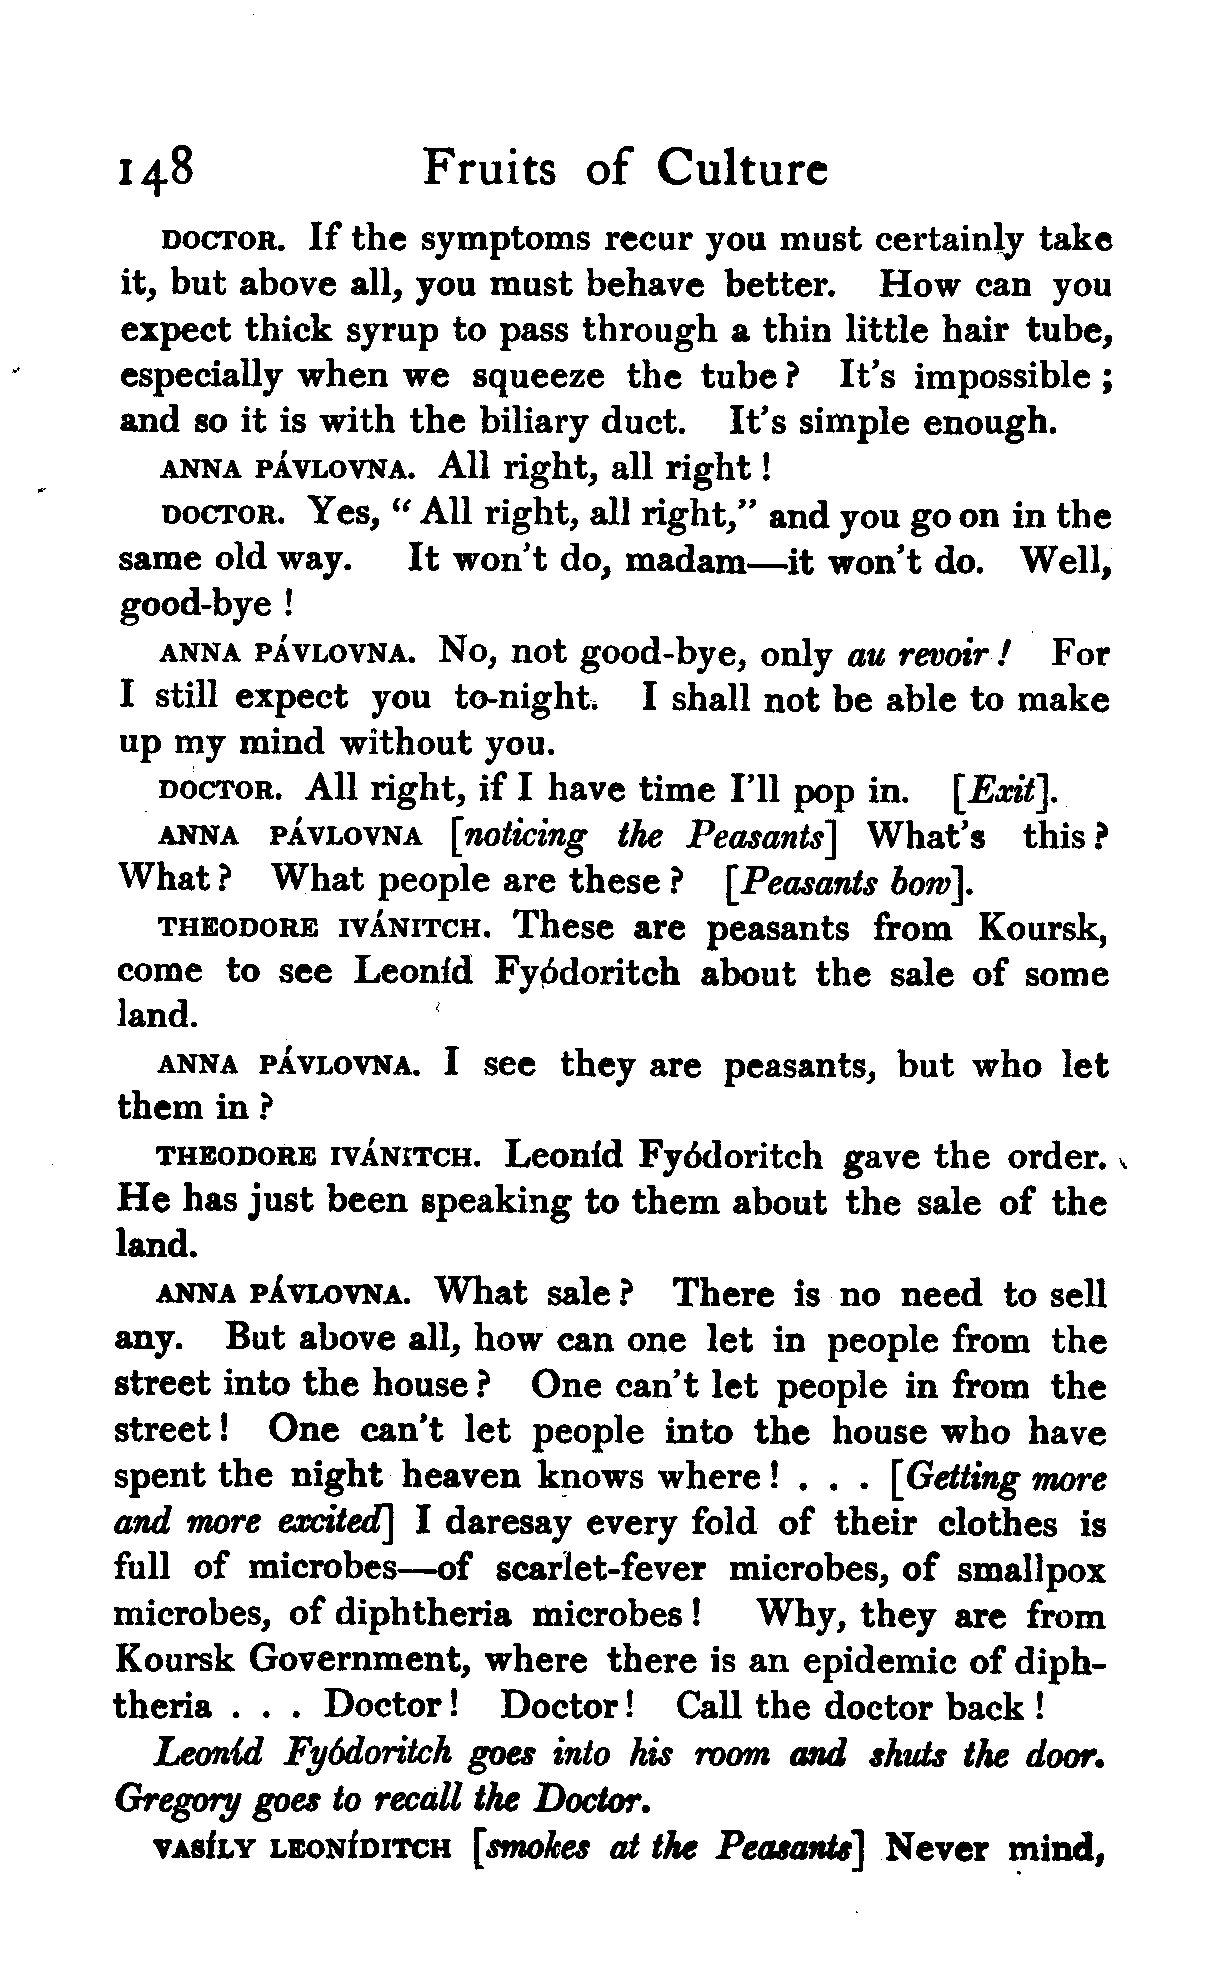 148 Fruits of Culture
DOCTOR. If the symptoms recur you must certainly take
it, but above all, you must behave better. How can you
expect thick syrup to pass through a thin little hair tube,
especially when we squeeze the tube? It's impossible;
and so it is with the biliary duct. It's simple enough.
ANNA PÁVLOVNA. All right, all right!
DOCTOR. Yes, "All right, all right," and you go on in the
same old way. It won't do, madam—it won't do. Well,
good-bye!
ANNA PÁVLOVNA. No, not good-bye, only au revoir! For
I still expect you to-night. I shall not be able to make
up my mind without you.
DOCTOR. All right, if I have time I'll pop in. [Exit].
ANNA PÁVLOVNA [noticing the Peasants] What's this?
What? What people are these? [Peasants bow].
THEODORE IVÁNITCH. These are peasants from Koursk,
come to see Leoníd Fyódoritch about the sale of some
land.
ANNA PÁVLOVNA. I see they are peasants, but who let
them in?
THEODORE IVÁNITCH. Leoníd Fyódoritch gave the order.
He has just been speaking to them about the sale of the
land.
ANNA PÁVLOVNA. What sale? There is no need to sell
any. But above all, how can one let in people from the
street into the house? One can't let people in from the
street! One can't let people into the house who have
spent the night heaven knows where! . . . [Getting more
and more excited] I daresay every fold of their clothes is
full of microbes—of scarlet-fever microbes, of smallpox
microbes, of diphtheria microbes! Why, they are from
Koursk Government, where there is an epidemic of diph-
theria . . . Doctor! Doctor! Call the doctor back!
Leoníd Fyódoritch goes into his room and shuts the door.
Gregory goes to recall the Doctor.
VASÍLY LEONÍDITCH [smokes at the Peasants] Never mind,